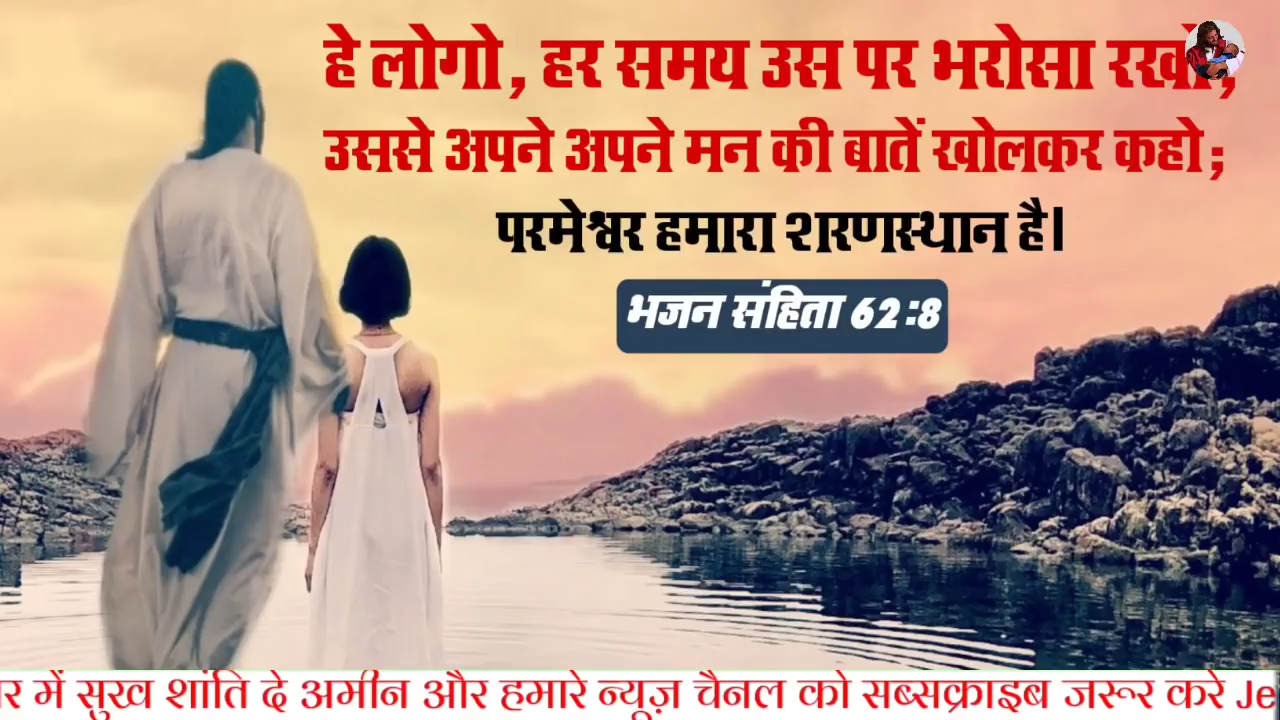 हे लोगो, हर समय उस पर भरोसा रखो,
उससे अपने अपने मन की बातें खोलकर कहो;
परमेश्वर हमारा शरणस्थान है।
भजन संहिता 62:8
में सुख शांति दे अमीन और हमारे न्यूज़ चैनल को सब्सक्राइब जरूर करे Je